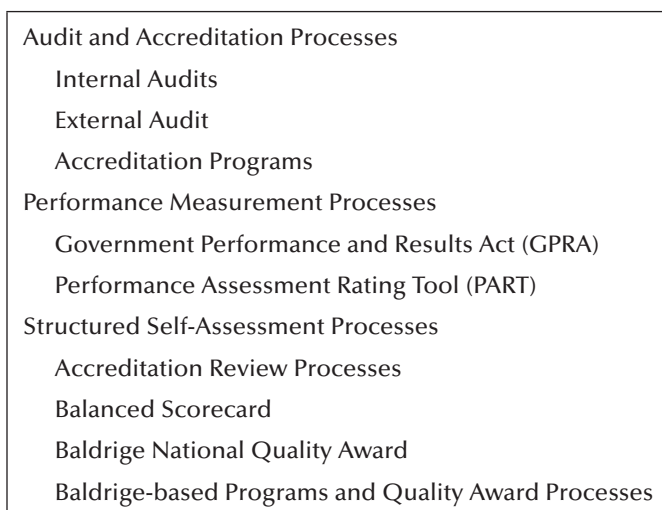 Audit and Accreditation Processes
Internal Audits
External Audit
Accreditation Programs
Performance Measurement Processes
Government Performance and Results Act (GPRA)
Performance Assessment Rating Tool (PART)
Structured Self-Assessment Processes
Accreditation Review Processes
Balanced Scorecard
Baldrige National Quality Award
Baldrige-based Programs and Quality Award Processes